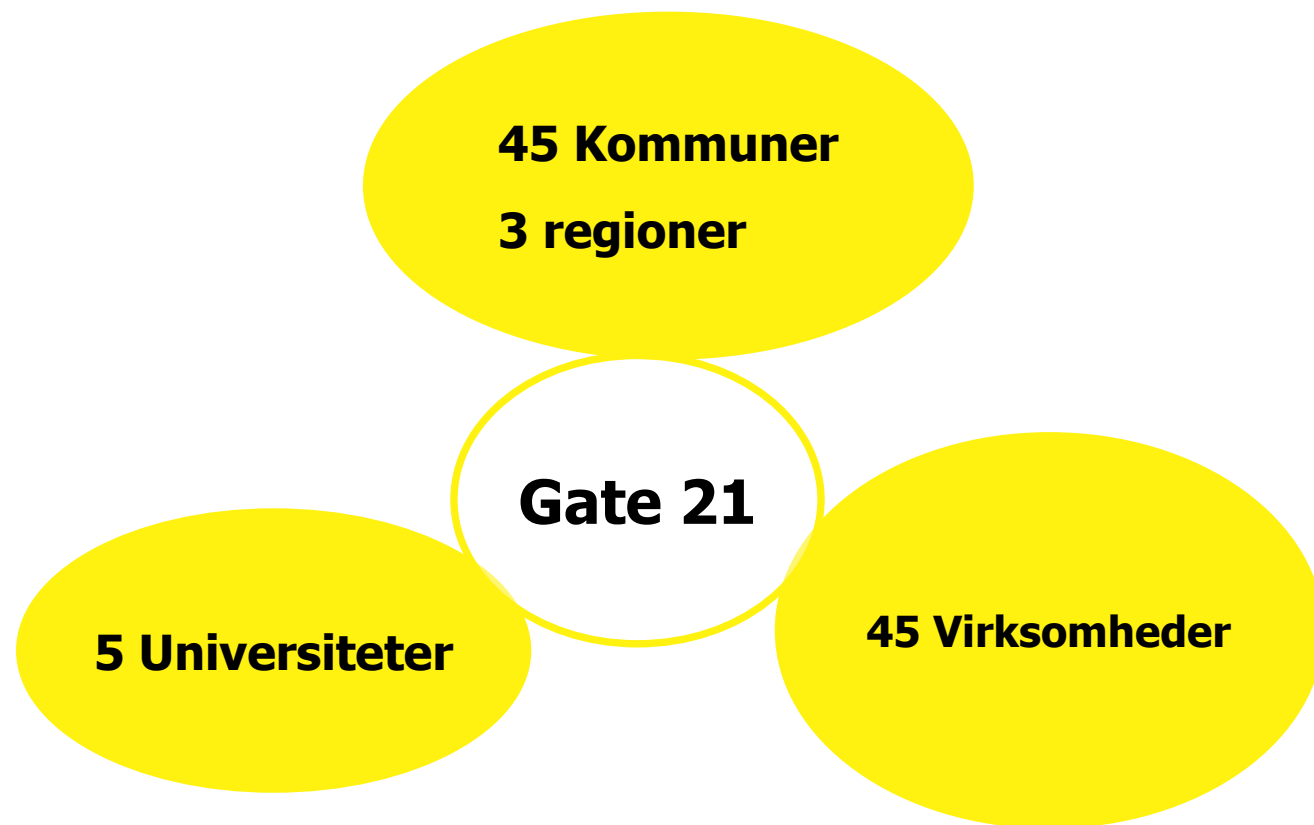 45 Kommuner
3 regioner
Gate 21
5 Universiteter
45 Virksomheder